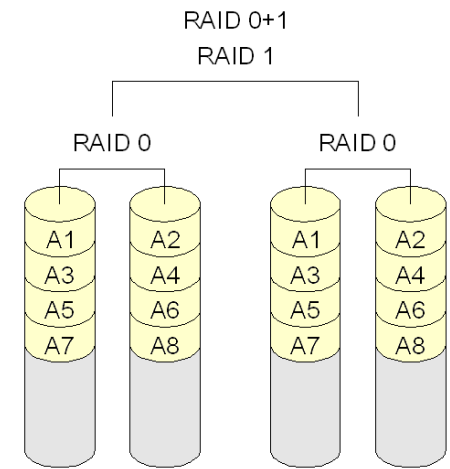 RAID 0+1
RAID 1
RAID 0 RAID 0
A1 A2 A1 A2
A3 A4 A3 A4
A5 A6 A5 A6
A7 A8 A7 A8